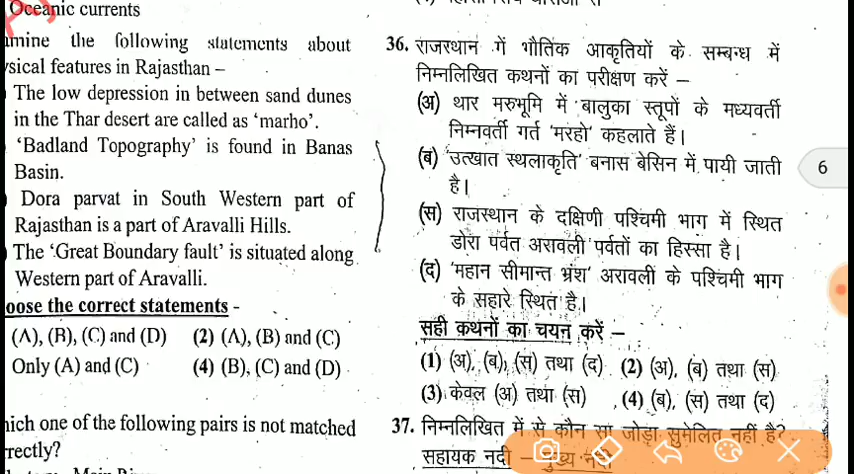 Oceanic currents
amine the following statements about
ysical features in Rajasthan –
The low depression in between sand dunes
in the Thar desert are called as ‘marho’.
‘Badland Topography’ is found in Banas
Basin.
Dora parvat in South Western part of
Rajasthan is a part of Aravalli Hills.
The ‘Great Boundary fault’ is situated along
Western part of Aravalli.
oose the correct statements -
(A), (B), (C) and (D) (2) (A), (B) and (C)
Only (A) and (C) (4) (B), (C) and (D)
hich one of the following pairs is not matched
rrectly?
36. राजस्थान में भौतिक आकृतियों के सम्बन्ध में
निम्नलिखित कथनों का परीक्षण करें –
(अ) थार मरुभूमि में बालुका स्तूपों के मध्यवर्ती
निम्नवर्ती गर्त ‘मरहो’ कहलाते हैं।
(ब) ‘उत्खात स्थलाकृति’ बनास बेसिन में पायी जाती
है।
(स) राजस्थान के दक्षिणी पश्चिमी भाग में स्थित
डोरा पर्वत अरावली पर्वतों का हिस्सा है।
(द) ‘महान सीमान्त भ्रंश’ अरावली के पश्चिमी भाग
के सहारे स्थित है।
सही कथनों का चयन करें –
(1) (अ), (ब), (स) तथा (द) (2) (अ), (ब) तथा (स)
(3) केवल (अ) तथा (स) (4) (ब), (स) तथा (द)
37. निम्नलिखित में से कौन सा जोड़ा सुमेलित नहीं है?
सहायक नदी – मुख्य नदी
6